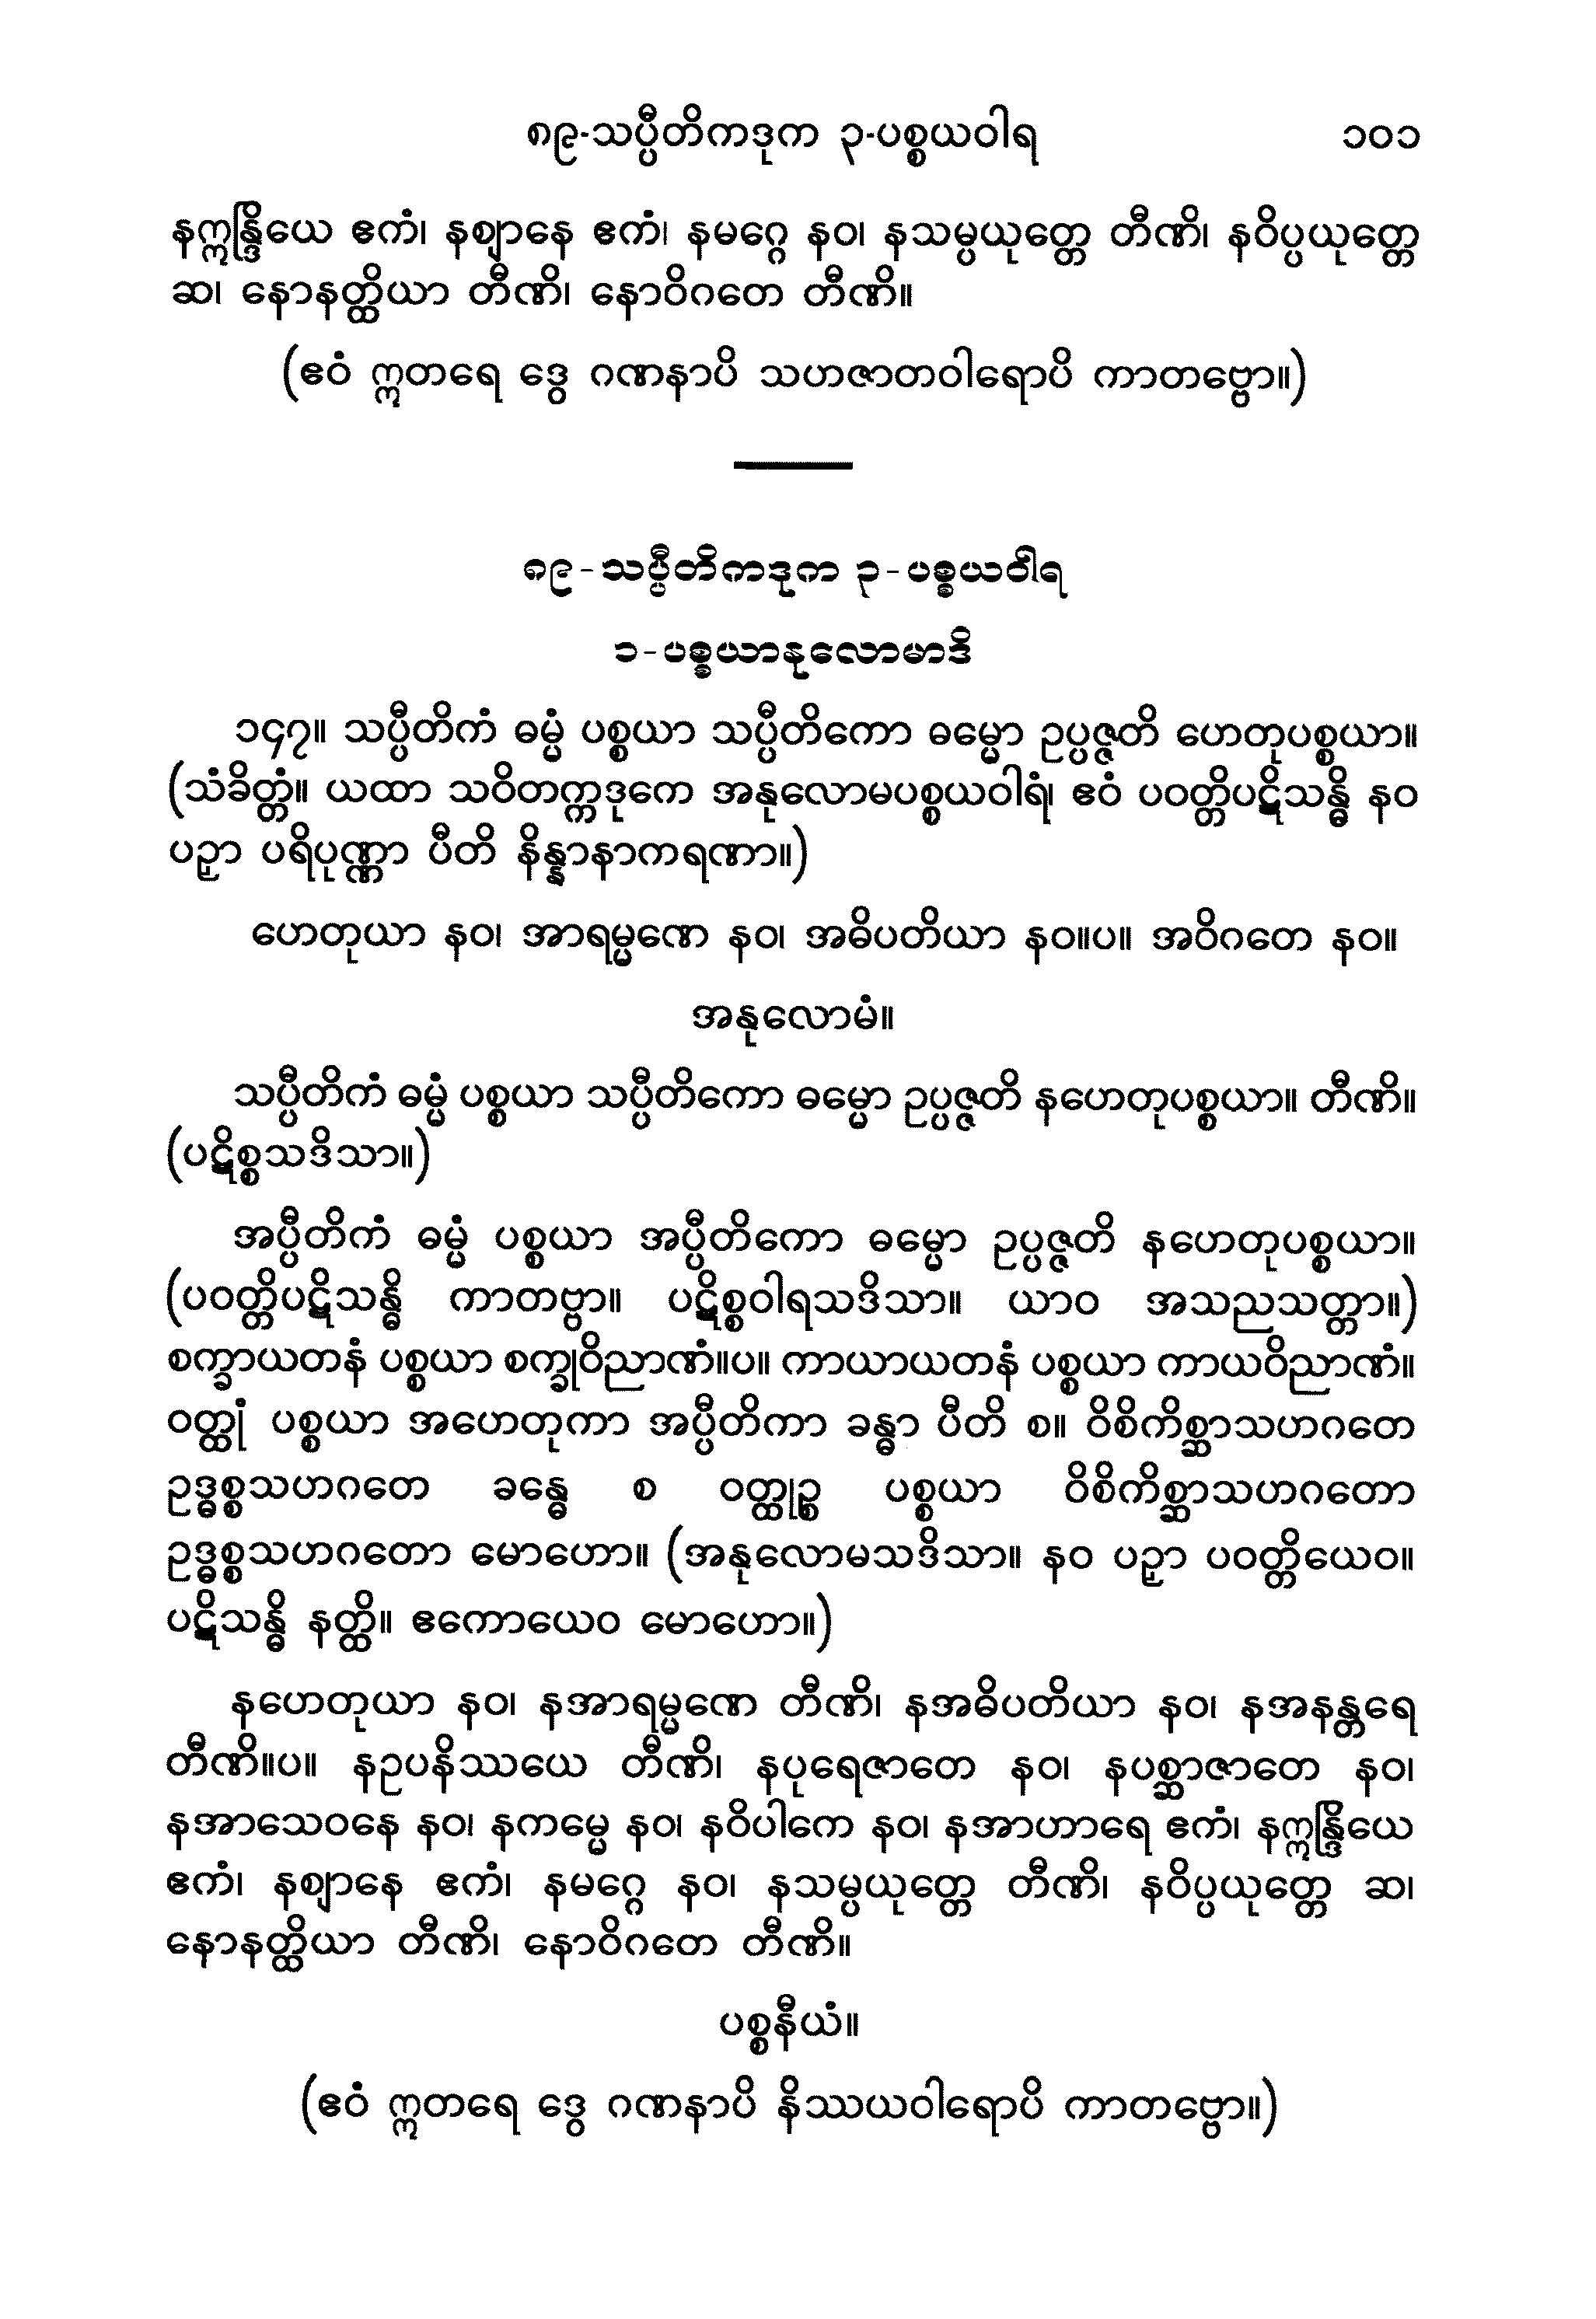 ၈၉-သပ္ပီတိကဒုက ၃-ပစ္စယဝါရ ၁၀၁
နဣန္ဒြိယေ ဧကံ၊ နဈာနေ ဧကံ၊ နမဂ္ဂေ နဝ၊ နသမ္ပယုတ္တေ တီဏိ၊ နဝိပ္ပယုတ္တေ
ဆ၊ နောနတ္ထိယာ တီဏိ၊ နောဝိဂတေ တီဏိ။
(ဧဝံ ဣတရေ ဒွေ ဂဏနာပိ သဟဇာတဝါရောပိ ကာတဗ္ဗော။)
၈၉-သပ္ပီတိကဒုက ၃-ပစ္စယဝါရ
၁-ပစ္စယာနုလောမာဒိ
၁၄၇။ သပ္ပီတိကံ ဓမ္မံ ပစ္စယာ သပ္ပီတိကော ဓမ္မော ဥပ္ပဇ္ဇတိ ဟေတုပစ္စယာ။
(သံခိတ္တံ။ ယထာ သဝိတက္ကဒုကေ အနုလောမပစ္စယဝါရံ၊ ဧဝံ ပဝတ္တိပဋိသန္ဓိ နဝ
ပဉှာ ပရိပုဏ္ဏာ ပီတိ နိန္နာနာကရဏာ။)
ဟေတုယာ နဝ၊ အာရမ္မဏေ နဝ၊ အဓိပတိယာ နဝ။ပ။ အဝိဂတေ နဝ။
အနုလောမံ။
သပ္ပီတိကံ ဓမ္မံ ပစ္စယာ သပ္ပီတိကော ဓမ္မော ဥပ္ပဇ္ဇတိ နဟေတုပစ္စယာ။ တီဏိ။
(ပဋိစ္စသဒိသာ။)
အပ္ပီတိကံ ဓမ္မံ ပစ္စယာ အပ္ပီတိကော ဓမ္မော ဥပ္ပဇ္ဇတိ နဟေတုပစ္စယာ။
(ပဝတ္တိပဋိသန္ဓိ ကာတဗ္ဗာ။ ပဋိစ္စဝါရသဒိသာ။ ယာဝ အသညသတ္တာ။)
စက္ခာယတနံ ပစ္စယာ စက္ခုဝိညာဏံ။ပ။ ကာယာယတနံ ပစ္စယာ ကာယဝိညာဏံ။
ဝတ္ထုံ ပစ္စယာ အဟေတုကာ အပ္ပီတိကာ ခန္ဓာ ပီတိ စ။ ဝိစိကိစ္ဆာသဟဂတေ
ဥဒ္ဓစ္စသဟဂတေ ခန္ဓေ စ ဝတ္ထုဉ္စ ပစ္စယာ ဝိစိကိစ္ဆာသဟဂတော
ဥဒ္ဓစ္စသဟဂတော မောဟော။ (အနုလောမသဒိသာ။ နဝ ပဉှာ ပဝတ္တိယေဝ။
ပဋိသန္ဓိ နတ္ထိ။ ဧကောယေဝ မောဟော။)
နဟေတုယာ နဝ၊ နအာရမ္မဏေ တီဏိ၊ နအဓိပတိယာ နဝ၊ နအနန္တရေ
တီဏိ။ပ။ နဥပနိဿယေ တီဏိ၊ နပုရေဇာတေ နဝ၊ နပစ္ဆာဇာတေ နဝ၊
နအာသေဝနေ နဝ၊ နကမ္မေ နဝ၊ နဝိပါကေ နဝ၊ နအာဟာရေ ဧကံ၊ နဣန္ဒြိယေ
ဧကံ၊ နဈာနေ ဧကံ၊ နမဂ္ဂေ နဝ၊ နသမ္ပယုတ္တေ တီဏိ၊ နဝိပ္ပယုတ္တေ ဆ၊
နောနတ္ထိယာ တီဏိ၊ နောဝိဂတေ တီဏိ။
ပစ္စနီယံ။
(ဧဝံ ဣတရေ ဒွေ ဂဏနာပိ နိဿယဝါရောပိ ကာတဗ္ဗော။)